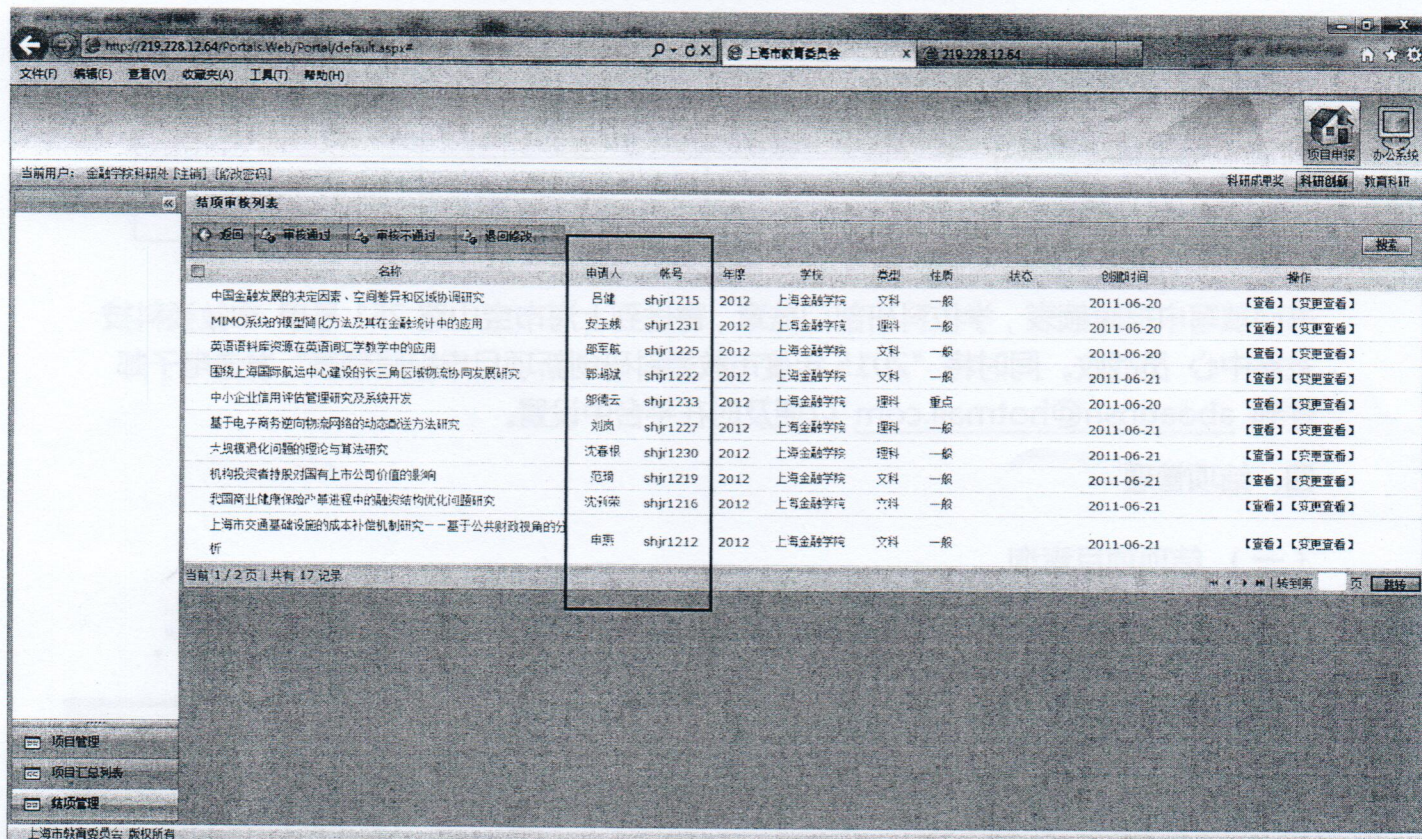 http://219.228.12.64/Portals.Web/Portal/default.aspx#
上海市教育委员会 x
219.228.12.64
文件(F) 编辑(E) 查看(V) 收藏夹(A) 工具(T) 帮助(H)
项目申报 办公系统
当前用户: 金融学院科研处 [注销] [修改密码]
科研成果奖 科研创新 教育科研
结项审核列表
返回 审核通过 审核不通过 退回修改
搜索
名称 申请人 帐号 年度 学校 类型 性质 状态 创建时间 操作
中国金融发展的决定因素、空间差异和区域协调研究 吕健 shjr1215 2012 上海金融学院 文科 一般 2011-06-20 【查看】【变更查看】
MIMO系统的模型简化方法及其在金融统计中的应用 安玉娥 shjr1231 2012 上海金融学院 理科 一般 2011-06-20 【查看】【变更查看】
英语语料库资源在英语词汇学教学中的应用 邵军航 shjr1225 2012 上海金融学院 文科 一般 2011-06-20 【查看】【变更查看】
围绕上海国际航运中心建设的长三角区域物流协同发展研究 shjr1222 2012 上海金融学院 文科 一般 2011-06-21 【查看】【变更查看】
中小企业信用评估管理研究及系统开发 shjr1233 2012 上海金融学院 理科 重点 2011-06-20 【查看】【变更查看】
基于电子商务逆向物流网络的动态配送方法研究 刘岚 shjr1227 2012 上海金融学院 理科 一般 2011-06-21 【查看】【变更查看】
大规模退化问题的理论与算法研究 沈春根 shjr1230 2012 上海金融学院 理科 一般 2011-06-21 【查看】【变更查看】
机构投资者持股对国有上市公司价值的影响 shjr1219 2012 上海金融学院 文科 一般 2011-06-21 【查看】【变更查看】
我国商业健康保险产业进程中的融资结构优化问题研究 shjr1216 2012 上海金融学院 文科 一般 2011-06-21 【查看】【变更查看】
上海市交通基础设施的成本补偿机制研究——基于公共财政视角的分
析 申燕 shjr1212 2012 上海金融学院 文科 一般 2011-06-21 【查看】【变更查看】
当前 1 / 2 页 | 共有 17 记录
转到第 页 跳转
项目管理
项目汇总列表
结项管理
上海市教育委员会 版权所有